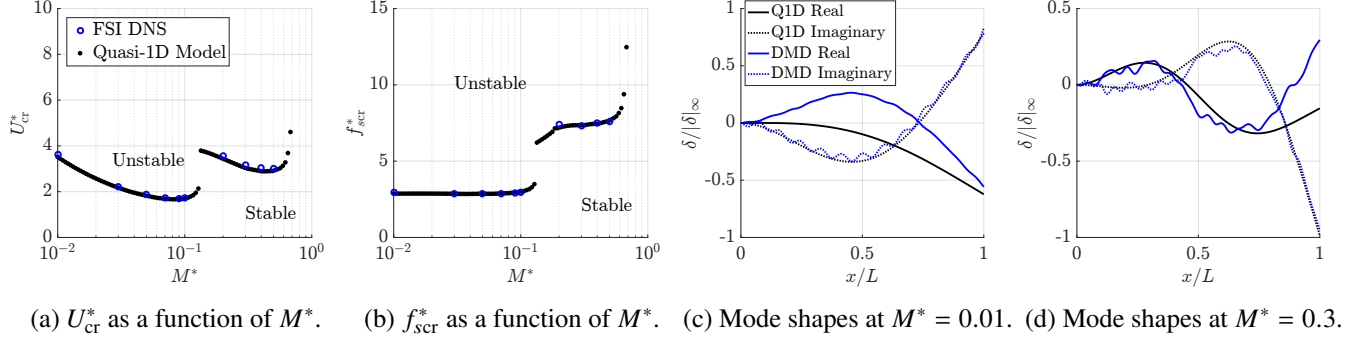 10
8
6
4
2
0
U*cr
FSI DNS
Quasi-1D Model
Unstable
Stable
10⁻² 10⁻¹ 10⁰
M*
15
10
5
0
f*scr
Unstable
Stable
10⁻² 10⁻¹ 10⁰
M*
1
0.5
0
-0.5
-1
δ/||δ||∞
Q1D Real
Q1D Imaginary
DMD Real
DMD Imaginary
0 0.5 1
x/L
0.5
0
-0.5
-1
δ/||δ||∞
0 0.5 1
x/L
(a) U*cr as a function of M*. (b) f*scr as a function of M*. (c) Mode shapes at M* = 0.01. (d) Mode shapes at M* = 0.3.